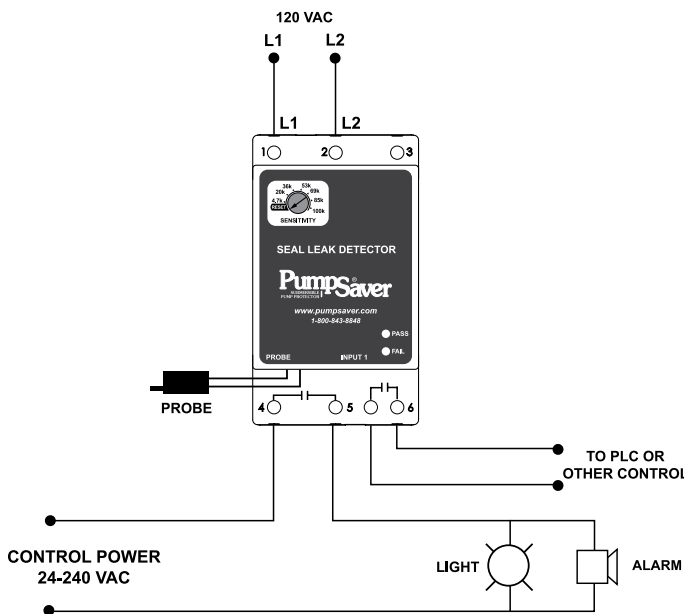 120 VAC
L1 L2
L1 L2
1 2 3
36k 53k
20k 69k
4.7k 85k
RESET 100k
SENSITIVITY
SEAL LEAK DETECTOR
PumpSaver®
SUBMERSIBLE
PUMP PROTECTOR
www.pumpsaver.com
1-800-843-8848
PASS
FAIL
PROBE INPUT 1
PROBE
4 5 6
TO PLC OR
OTHER CONTROL
CONTROL POWER
24-240 VAC
LIGHT
ALARM